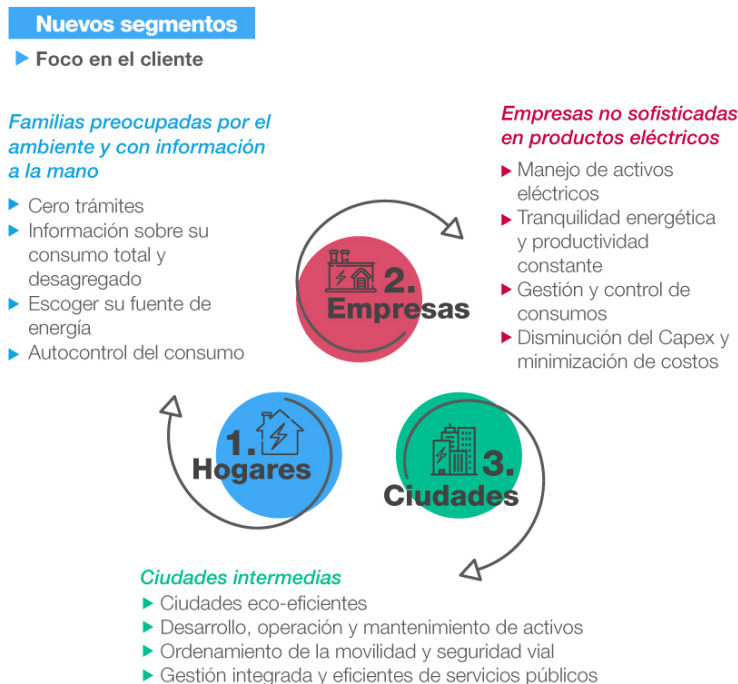 Nuevos segmentos
Foco en el cliente
Familias preocupadas por el
ambiente y con información
a la mano
Cero trámites
Información sobre su
consumo total y
desagregado
Escoger su fuente de
energía
Autocontrol del consumo
Empresas no sofisticadas
en productos eléctricos
Manejo de activos
eléctricos
Tranquilidad energética
y productividad
constante
Gestión y control de
consumos
Disminución del Capex y
minimización de costos
2.
Empresas
1.
Hogares
3.
Ciudades
Ciudades intermedias
Ciudades eco-eficientes
Desarrollo, operación y mantenimiento de activos
Ordenamiento de la movilidad y seguridad vial
Gestión integrada y eficientes de servicios públicos